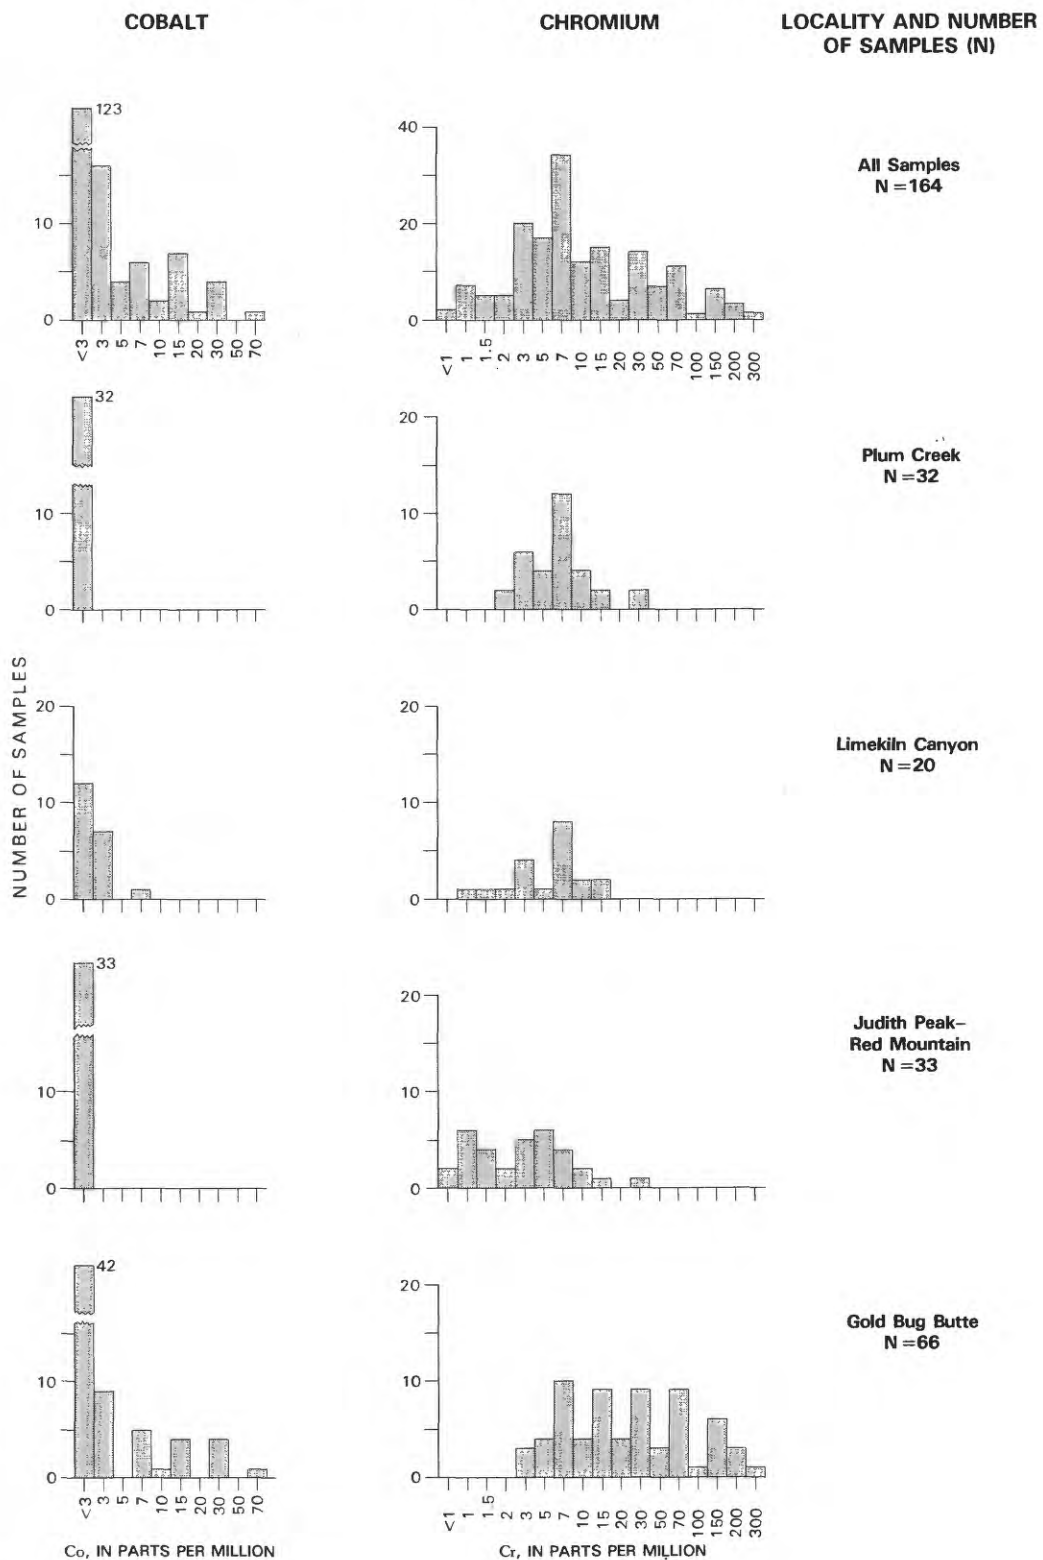 COBALT
CHROMIUM
LOCALITY AND NUMBER
OF SAMPLES (N)
123
10
0
<3 3 5 7 10 15 20 30 50 70
40
20
0
<1 1 1.5 2 3 5 7 10 15 20 30 50 70 100 150 200 300
All Samples
N =164
32
10
0
20
10
0
Plum Creek
N =32
NUMBER OF SAMPLES
20
10
0
20
10
0
Limekiln Canyon
N =20
33
10
0
20
10
0
Judith Peak–
Red Mountain
N =33
42
10
0
<3 3 5 7 10 15 20 30 50 70
Co, IN PARTS PER MILLION
20
10
0
<1 1 1.5 2 3 5 7 10 15 20 30 50 70 100 150 200 300
Cr, IN PARTS PER MILLION
Gold Bug Butte
N =66